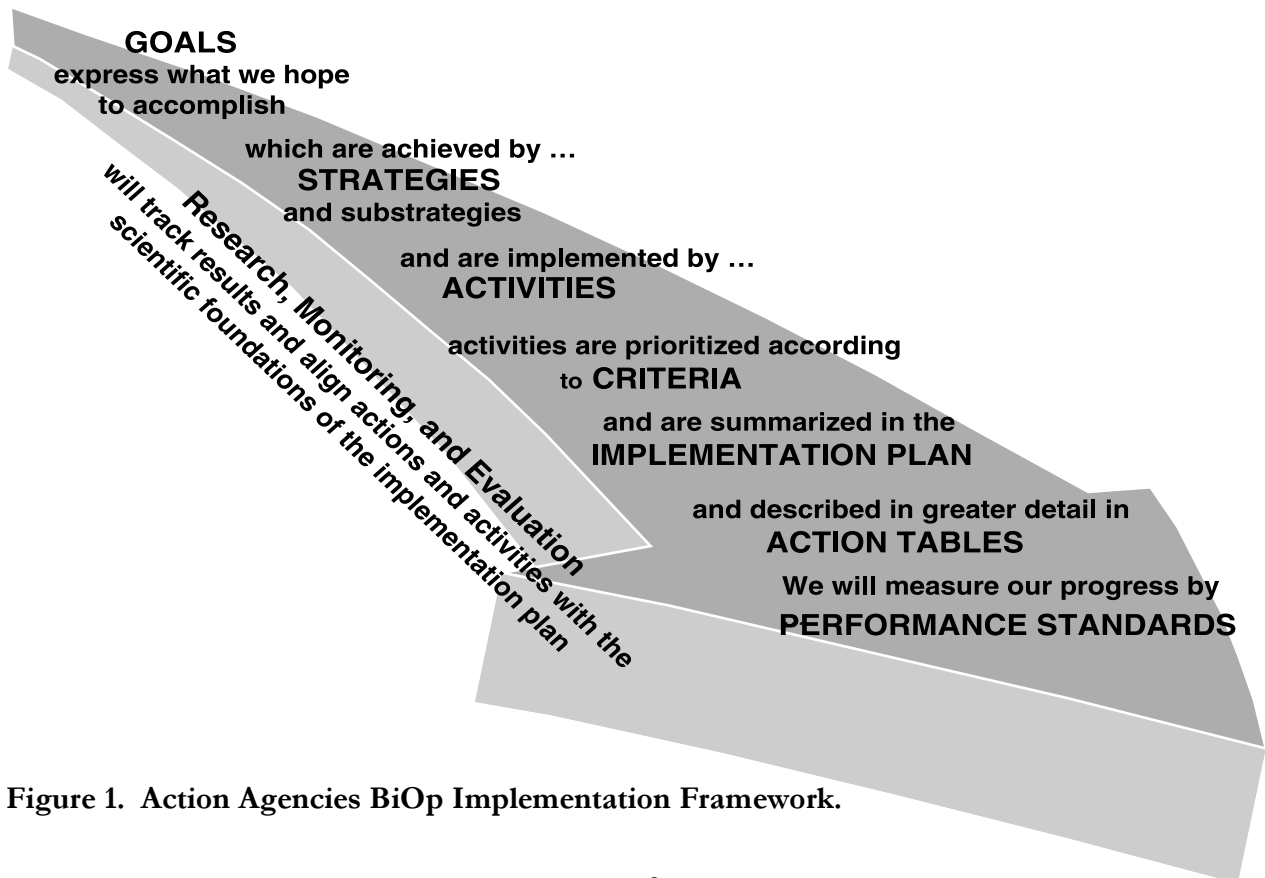 GOALS
express what we hope
to accomplish
which are achieved by …
STRATEGIES
and substrategies
and are implemented by …
ACTIVITIES
activities are prioritized according
to CRITERIA
and are summarized in the
IMPLEMENTATION PLAN
and described in greater detail in
ACTION TABLES
We will measure our progress by
PERFORMANCE STANDARDS
Research, Monitoring, and Evaluation
will track results and align actions and activities with the
scientific foundations of the implementation plan
Figure 1. Action Agencies BiOp Implementation Framework.